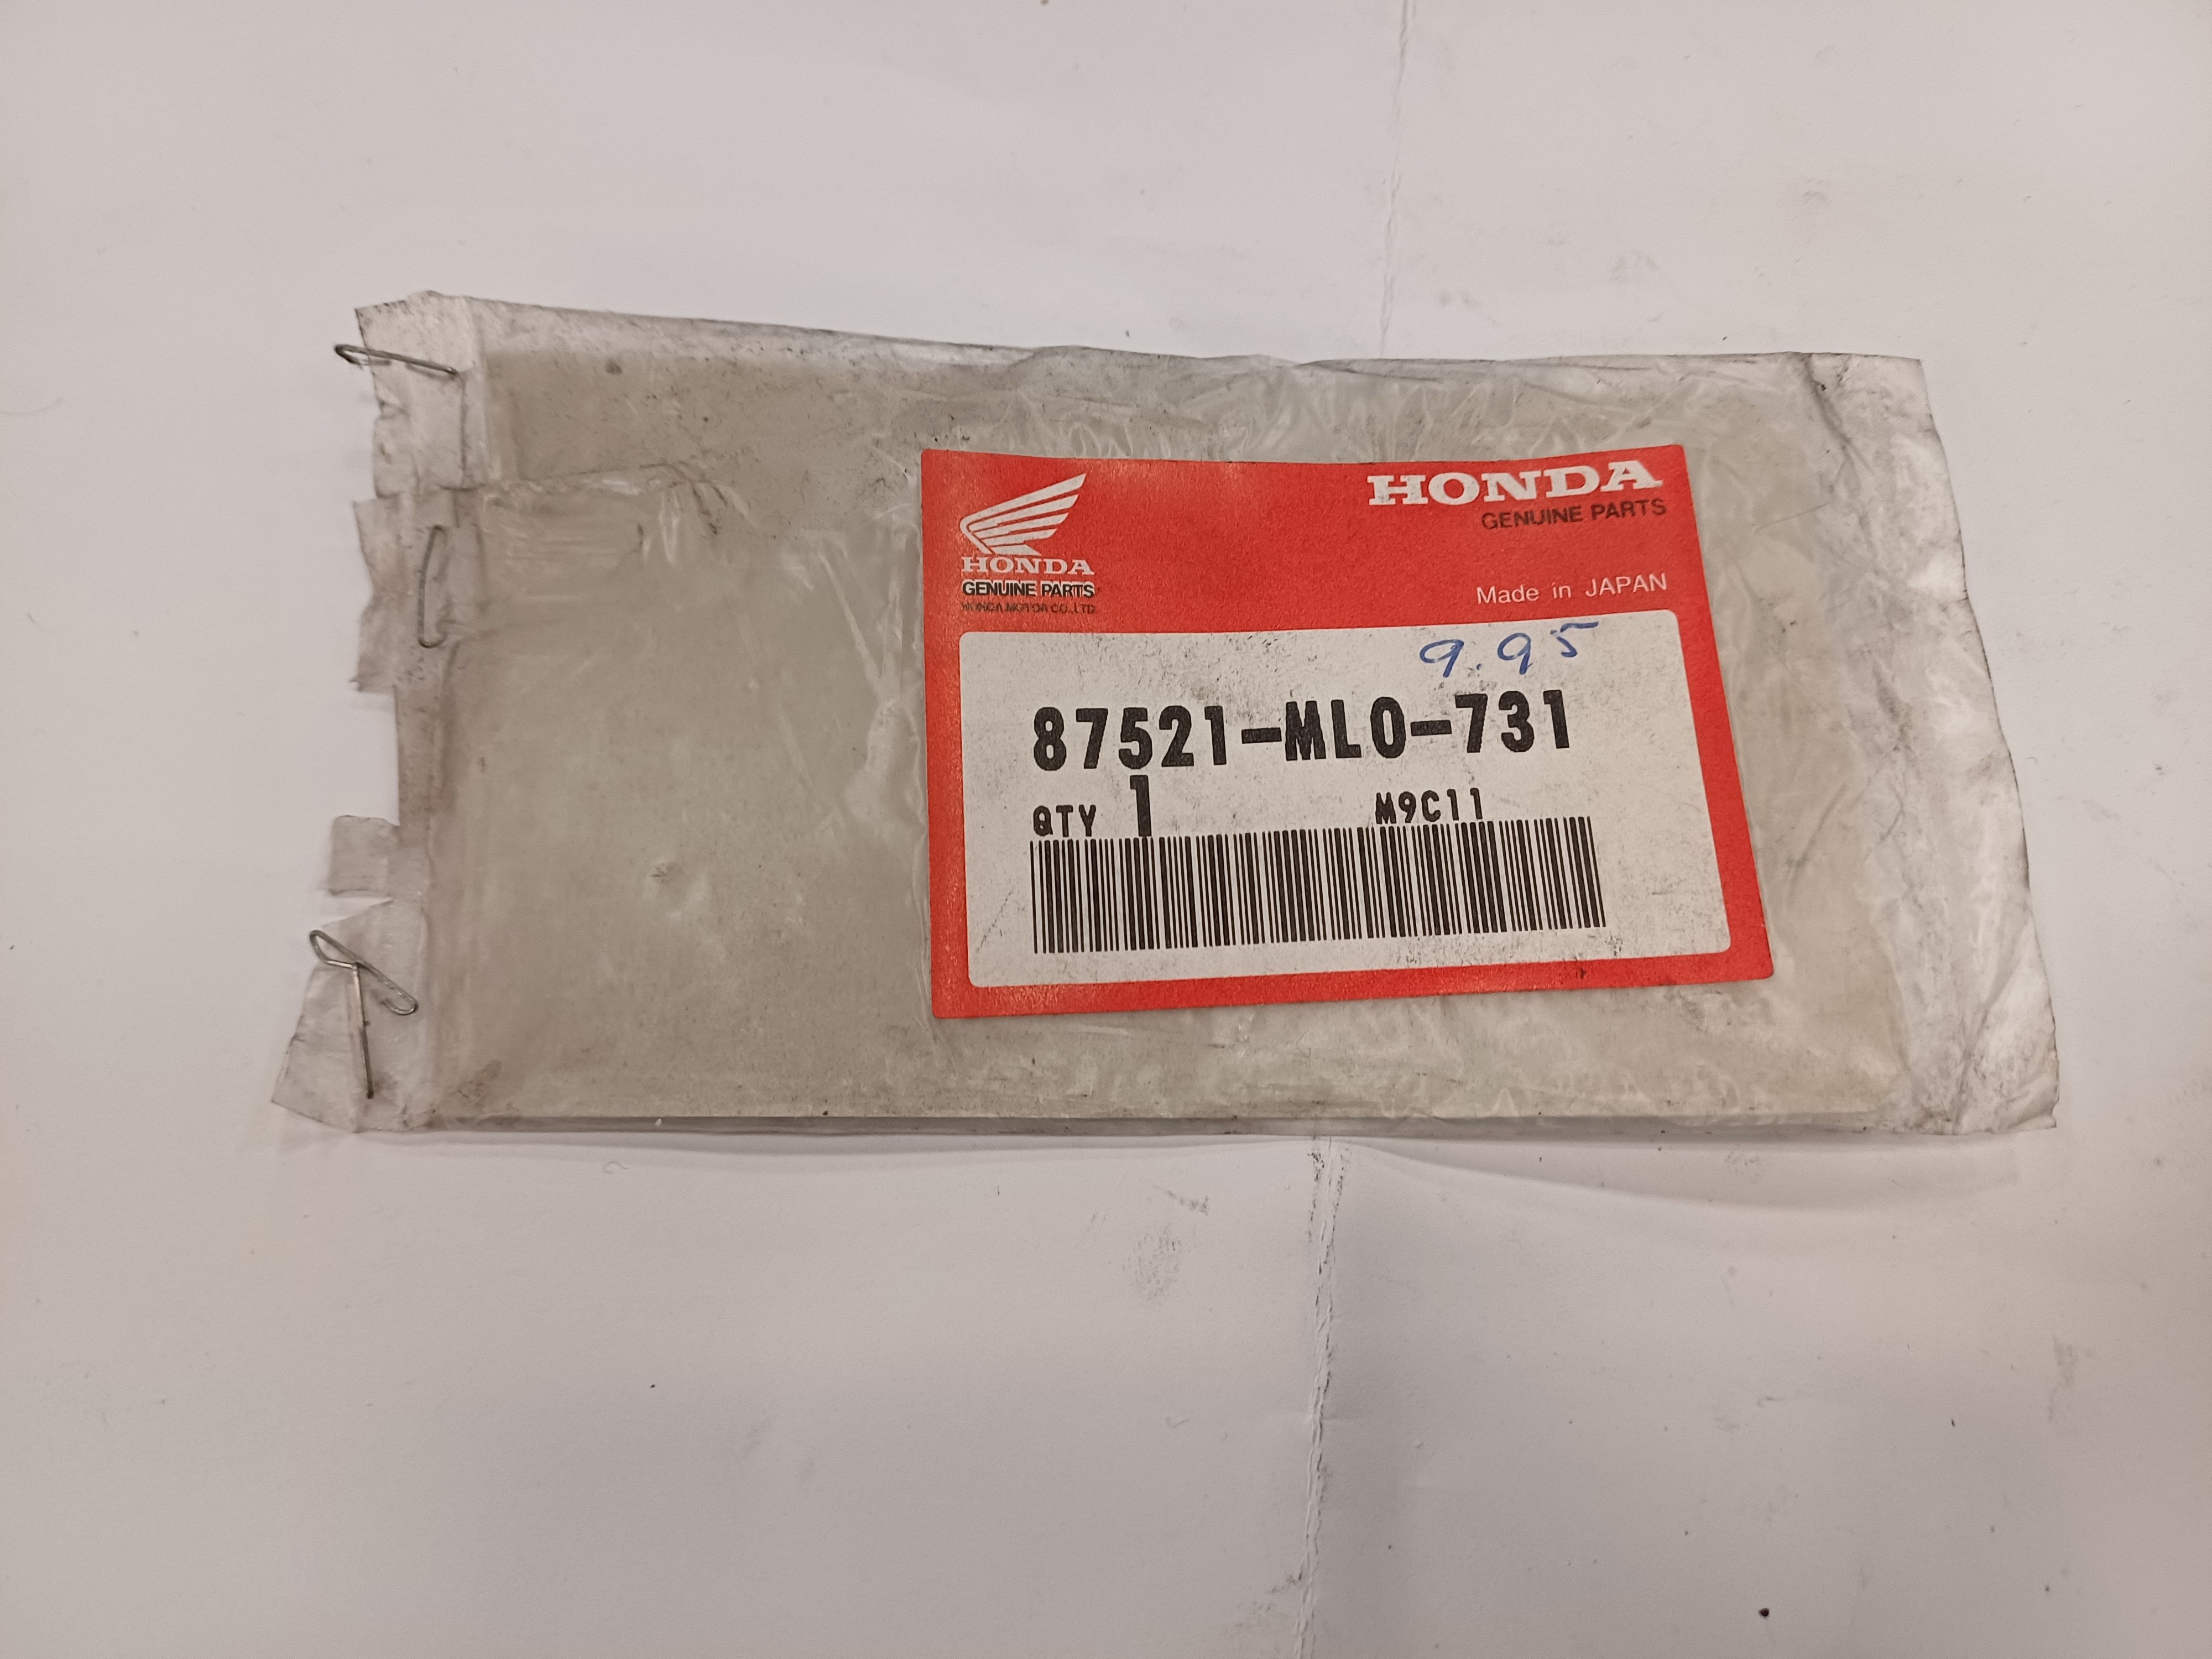 HONDA
GENUINE PARTS
HONDA
GENUINE PARTS
HONDA MOTOR CO.,LTD.
Made in JAPAN
9.95
87521-ML0-731
QTY 1 M9C11